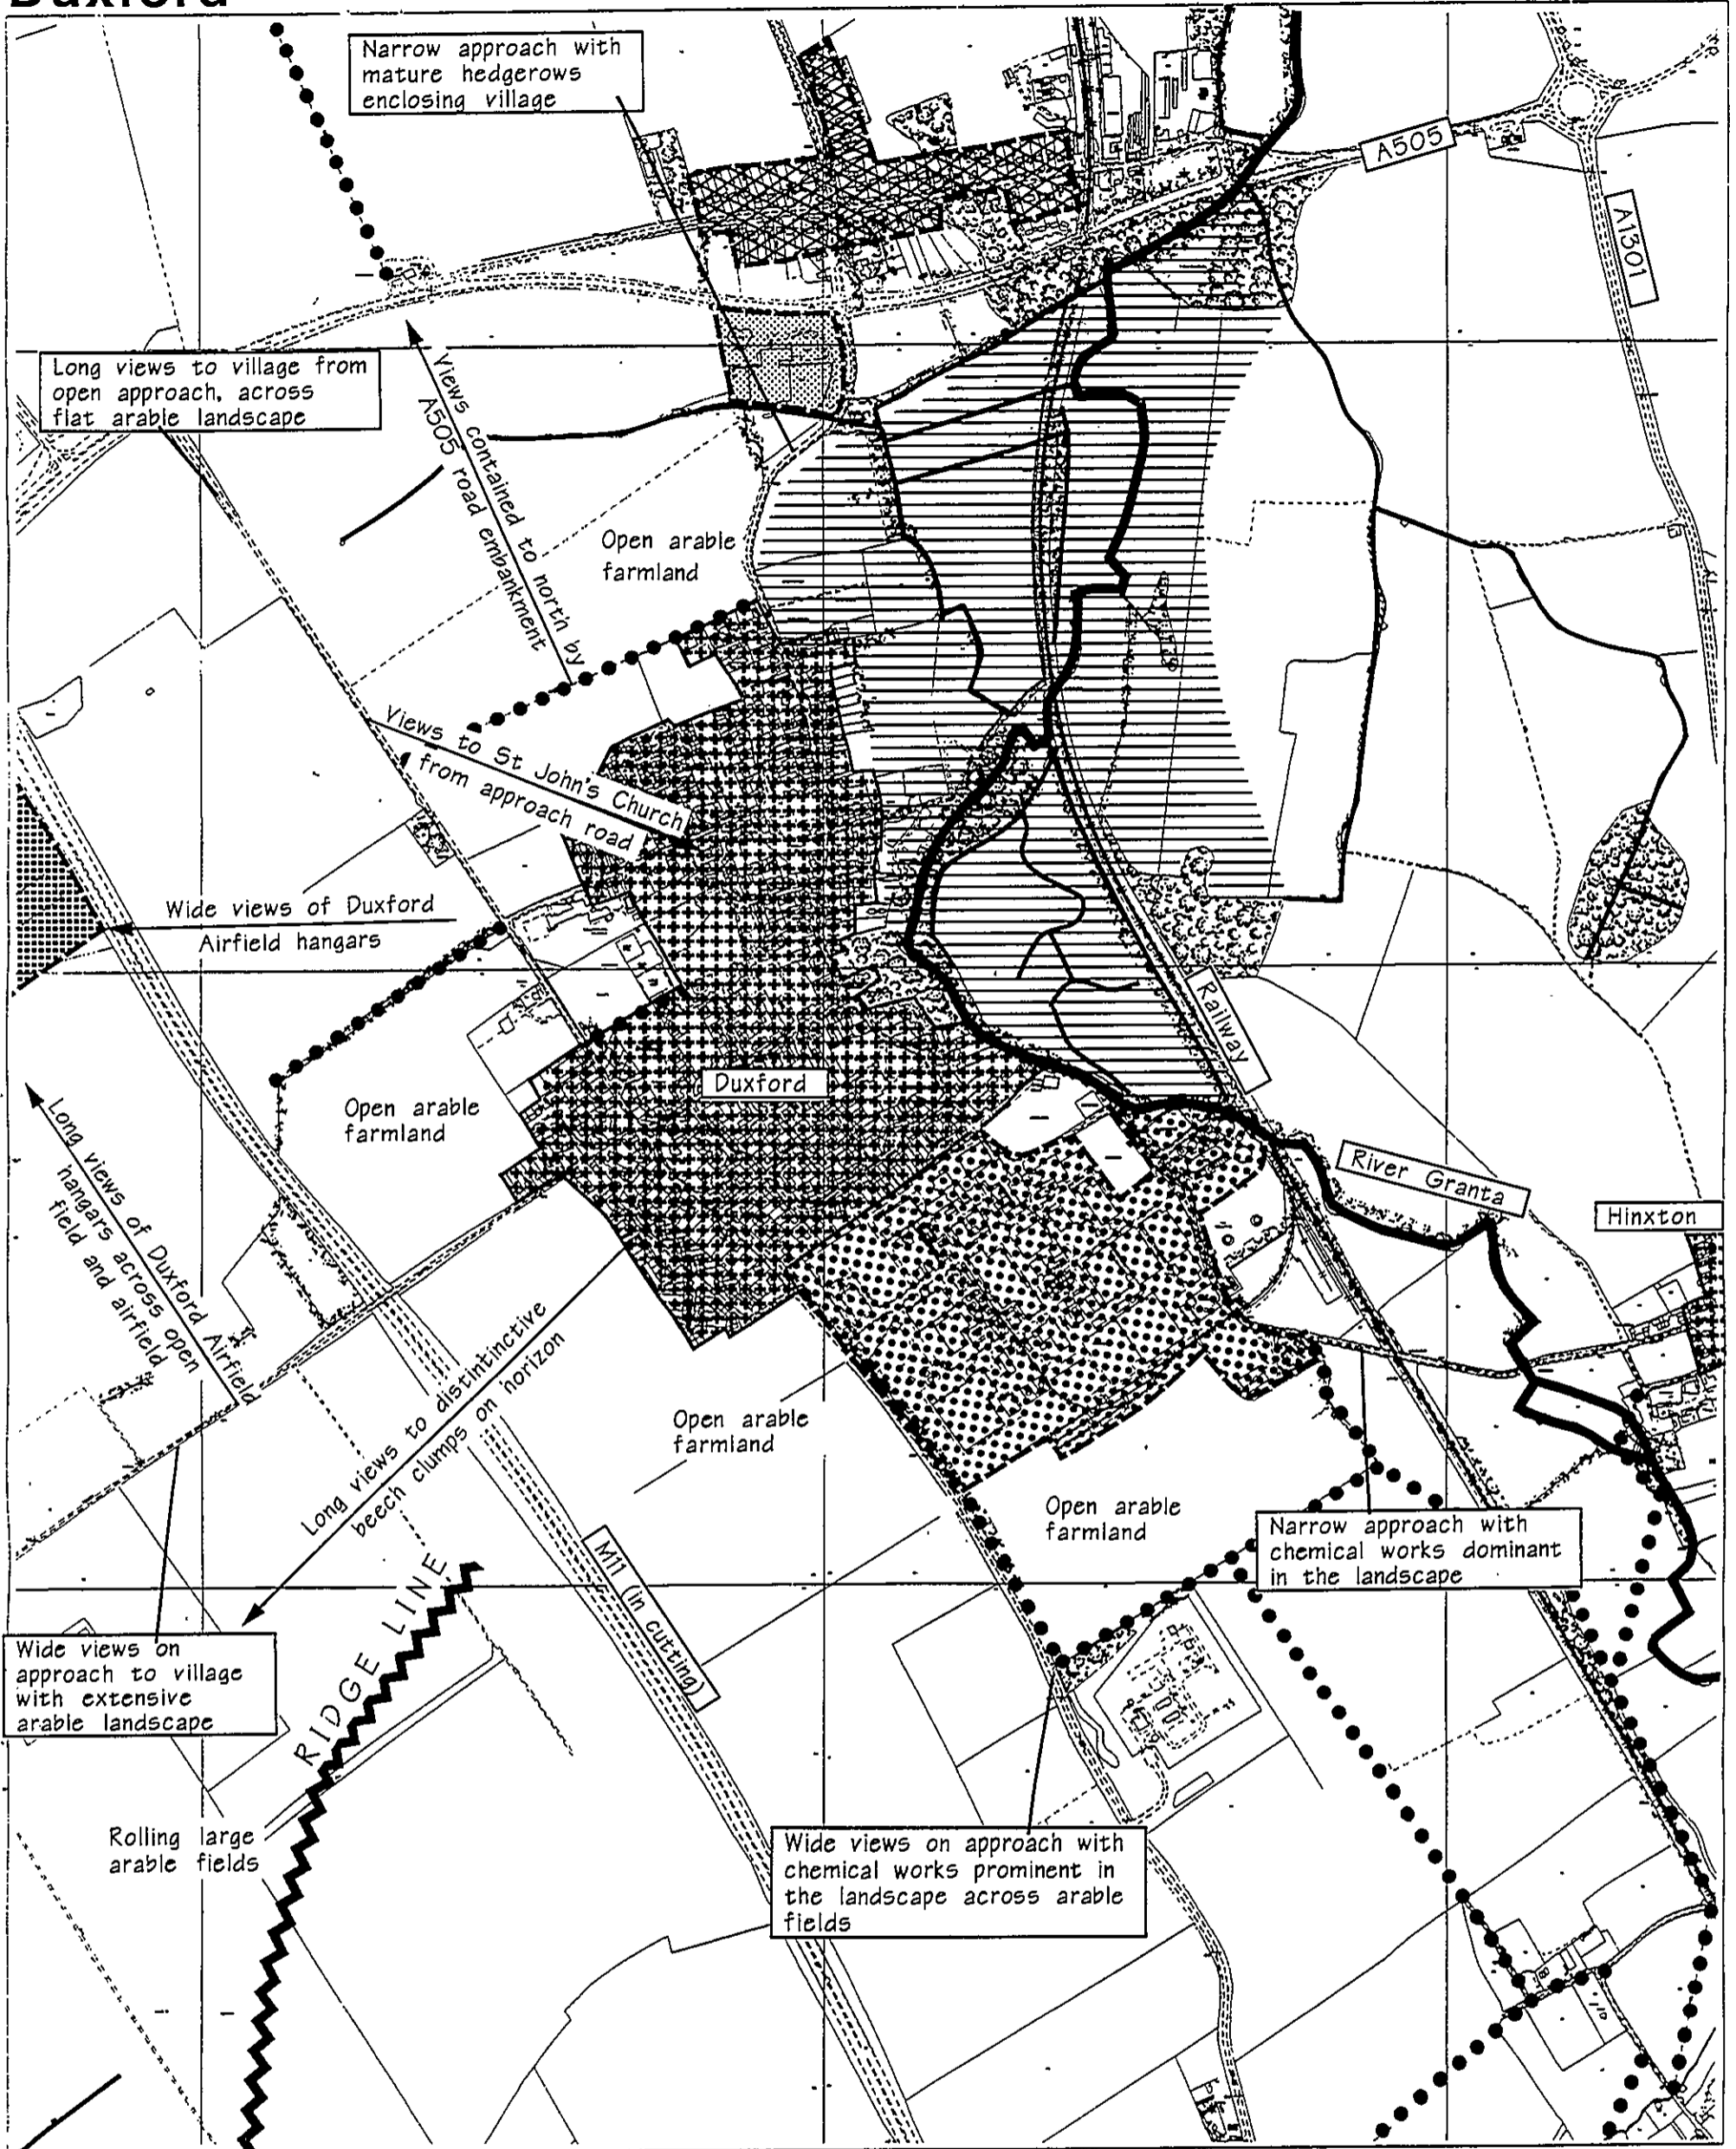 Duxford
Narrow approach with
mature hedgerows
enclosing village
A505
A1301
Long views to village from
open approach, across
flat arable landscape
Views contained to north by
A505 road embankment
Open arable
farmland
Views to St John's Church
from approach road
Wide views of Duxford
Airfield hangars
Railway
Duxford
Open arable
farmland
Long views of Duxford Airfield
hangars across open
field and airfield
River Granta
Hinxton
Long views to distinctive
beech clumps on horizon
Open arable
farmland
Open arable
farmland
Narrow approach with
chemical works dominant
in the landscape
M11 (in cutting)
RIDGE LINE
Wide views on
approach to village
with extensive
arable landscape
Rolling large
arable fields
Wide views on approach with
chemical works prominent in
the landscape across arable
fields